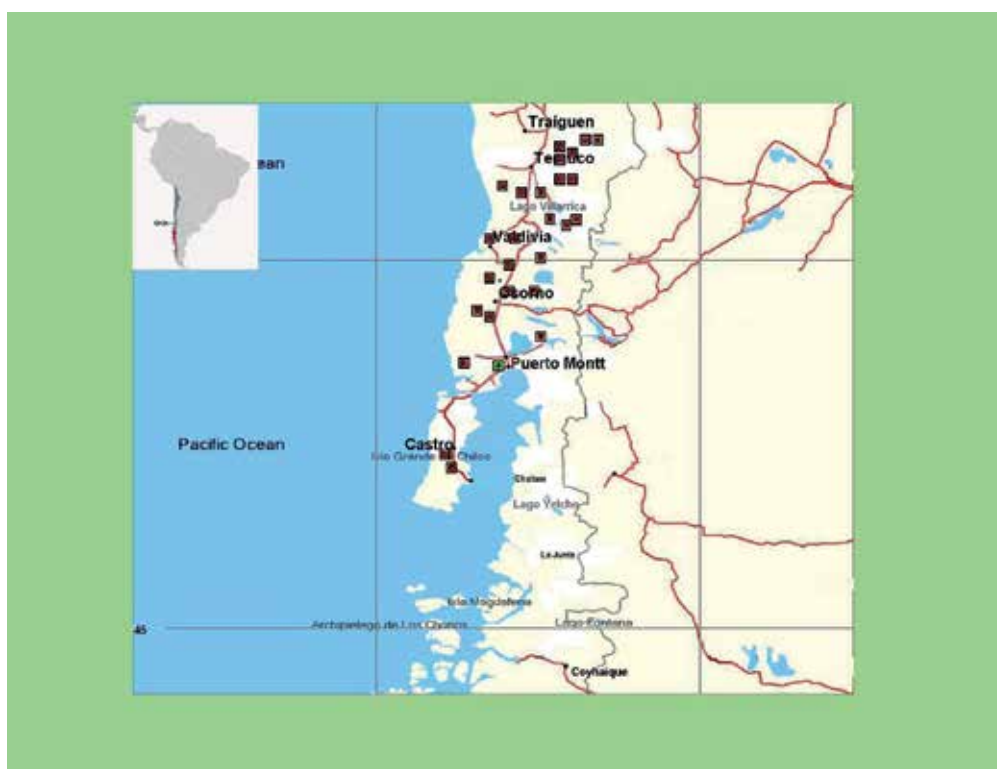 ean
Traiguen
Temuco
Lago Villarrica
Valdivia
Osorno
Puerto Montt
Pacific Ocean
Castro
Isla Grande de Chiloe
Chaiten
Lago Yelcho
La Junta
Isla Magdalena
Archipielago de Los Chonos
Lago Fontana
45
Coyhaique